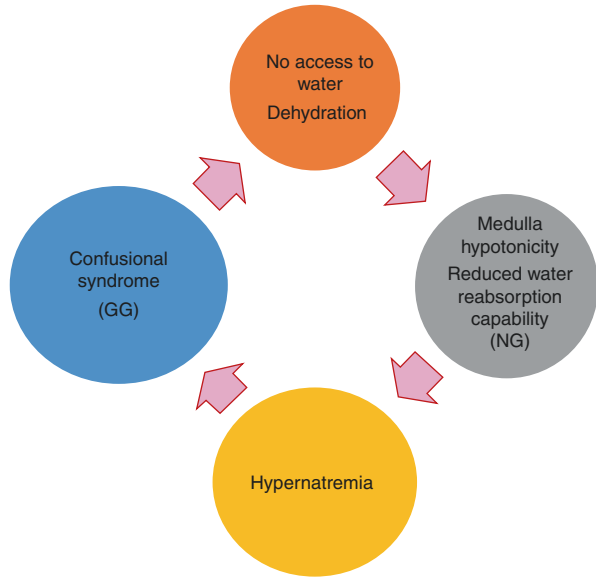 No access to
water
Dehydration
Medulla
hypotonicity
Reduced water
reabsorption
capability
(NG)
Hypernatremia
Confusional
syndrome
(GG)